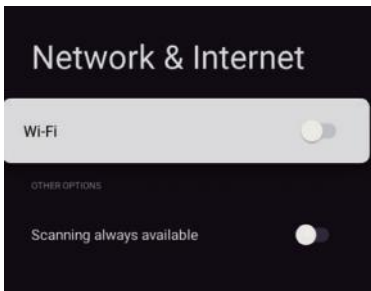 Network & Internet
Wi-Fi
OTHER OPTIONS
Scanning always available